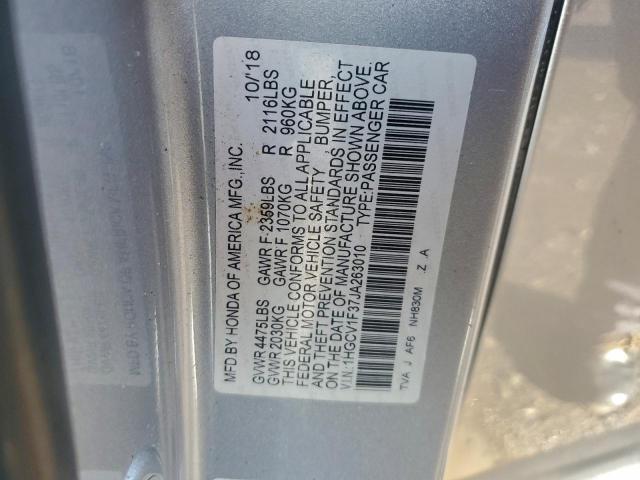 MFD BY HONDA OF AMERICA MFG.,INC. 10/'18
GVWR 4475LBS GAWR F 2359LBS R 2116LBS
GVWR 2030KG GAWR F 1070KG R 960KG
THIS VEHICLE CONFORMS TO ALL APPLICABLE
FEDERAL MOTOR VEHICLE SAFETY , BUMPER,
AND THEFT PREVENTION STANDARDS IN EFFECT
ON THE DATE OF MANUFACTURE SHOWN ABOVE.
V.I.N.:1HGCV1F37JA263010 TYPE:PASSENGER CAR
TVA J AF6 NH830M Z .A